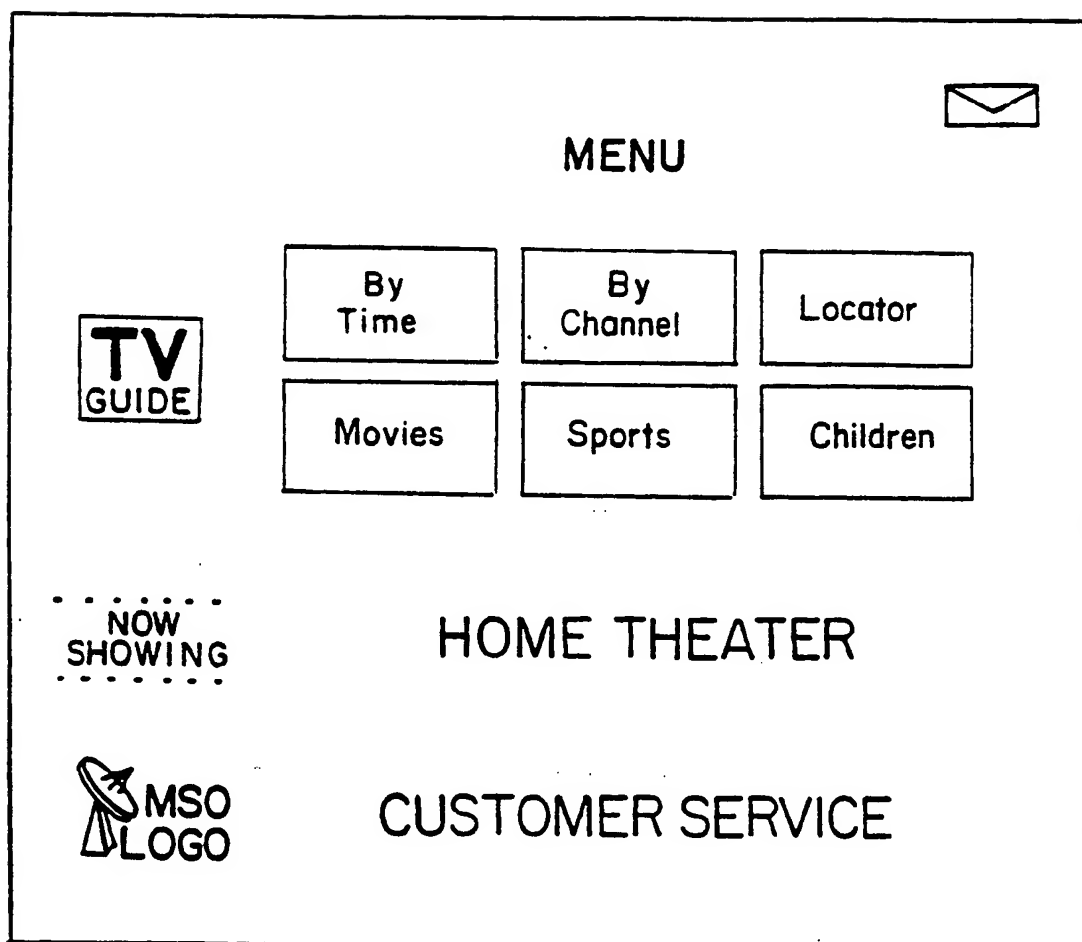 MENU
By
Time
By
Channel
Locator
TV
GUIDE
Movies
Sports
Children
NOW
SHOWING
HOME THEATER
MSO
LOGO
CUSTOMER SERVICE